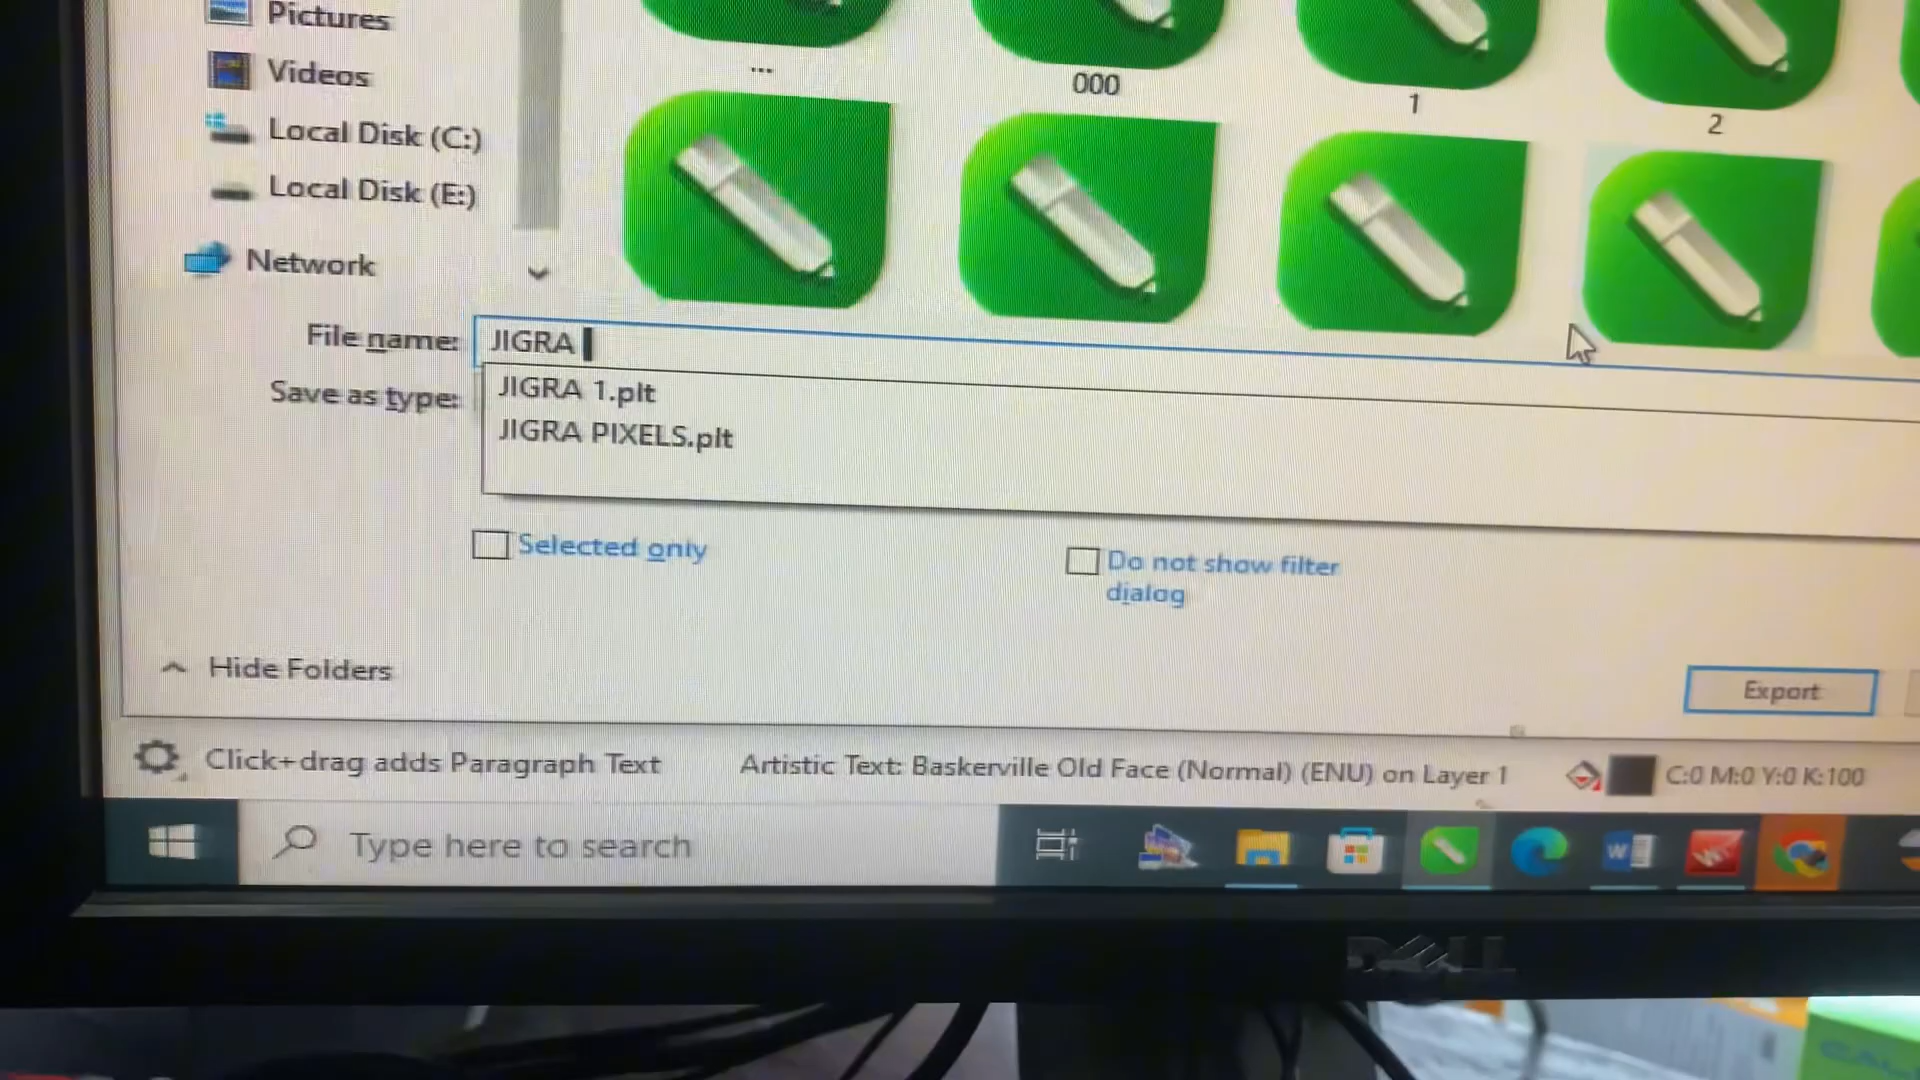 Pictures
Videos
Local Disk (C:)
Local Disk (E:)
Network
...
000
1
2
File name: JIGRA
Save as type:
JIGRA 1.plt
JIGRA PIXELS.plt
Selected only
Do not show filter
dialog
Hide Folders
Export
Click+drag adds Paragraph Text
Artistic Text: Baskerville Old Face (Normal) (ENU) on Layer 1
C:0 M:0 Y:0 K:100
Type here to search
W
DELL